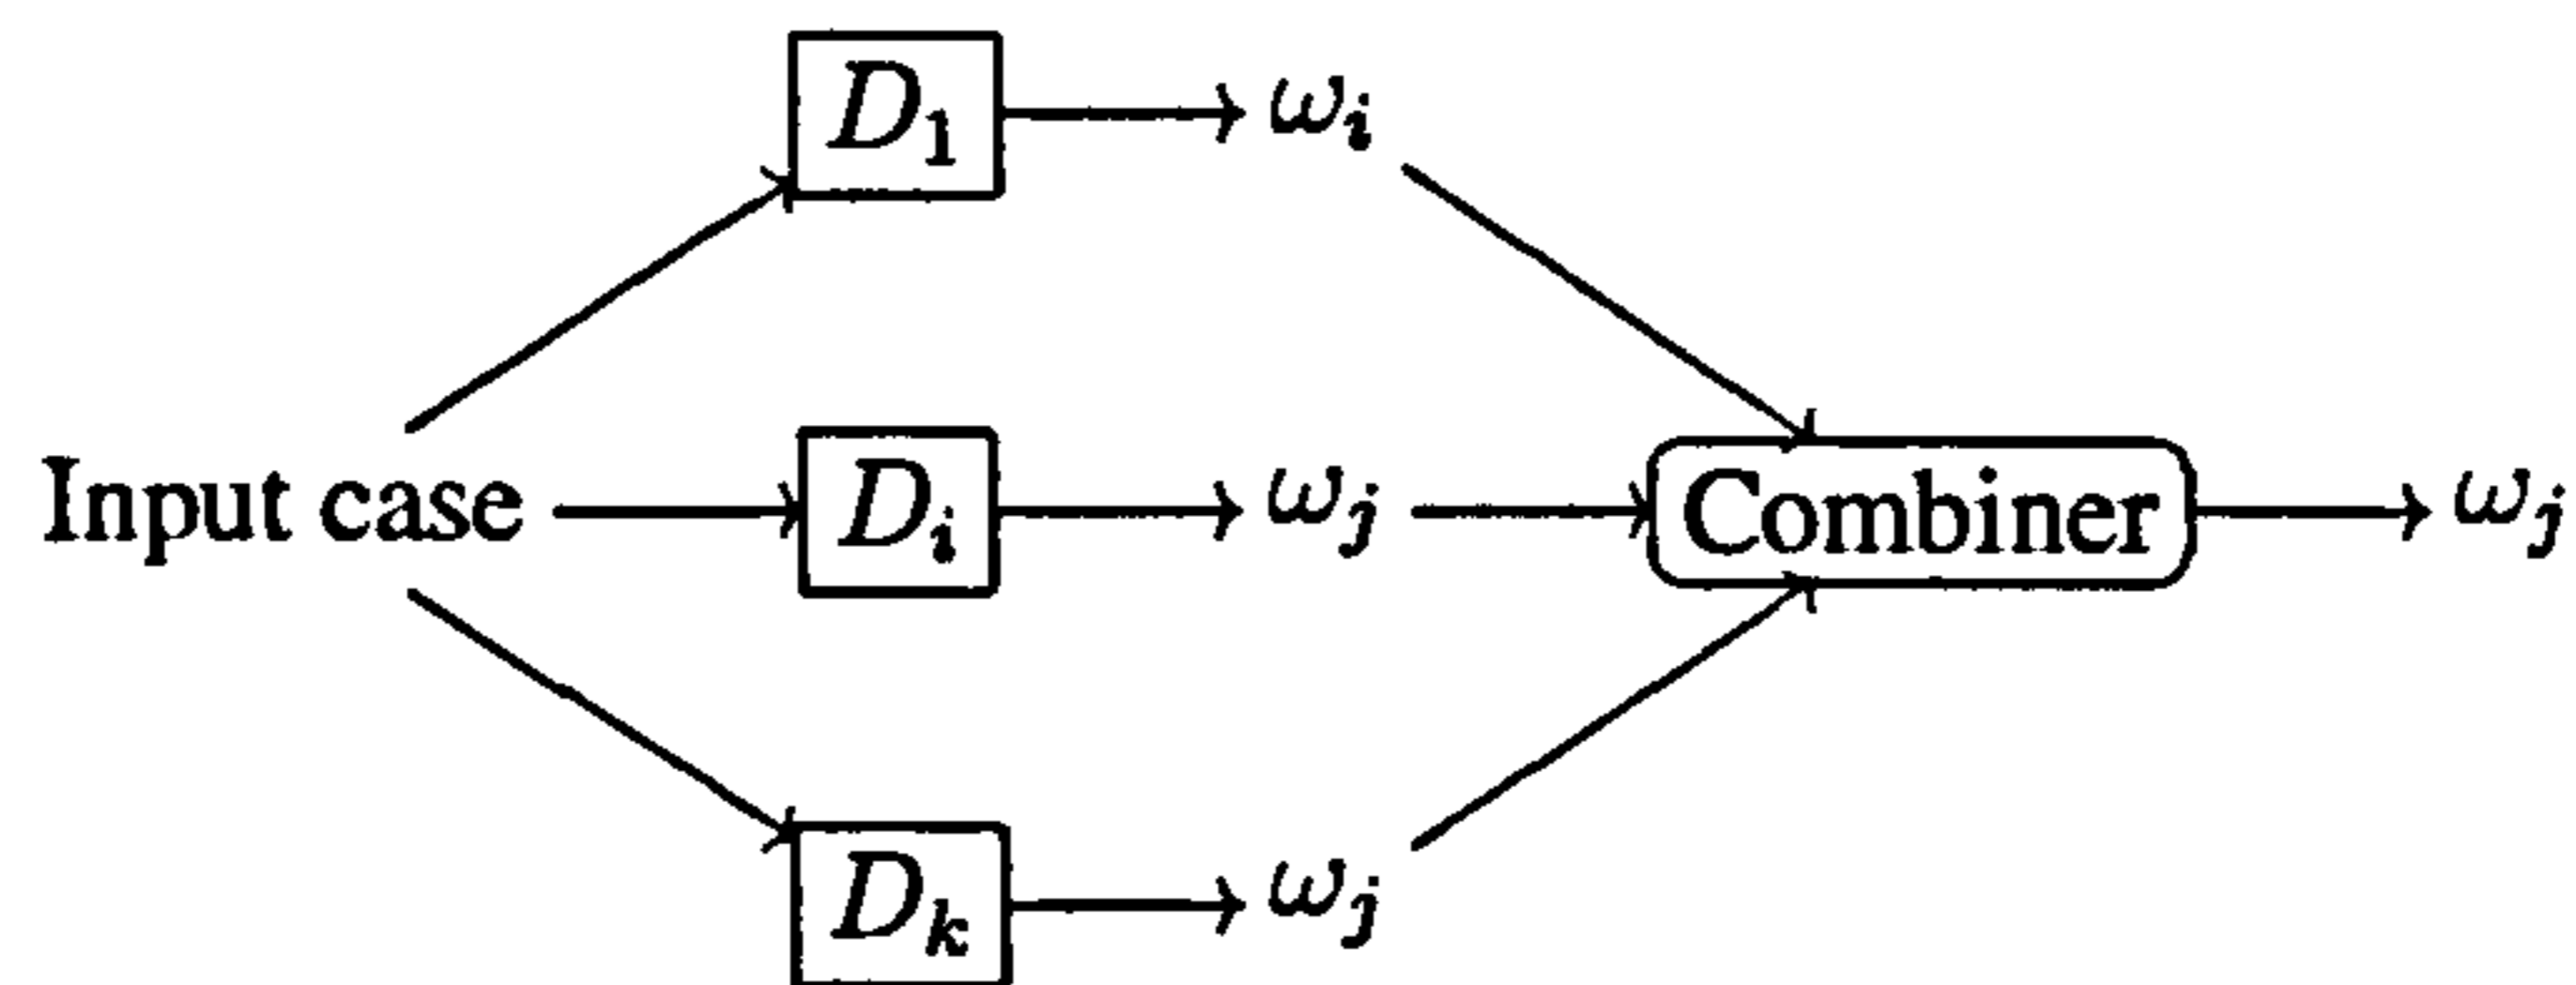 D₁ ωᵢ
Input case Dᵢ ωⱼ Combiner ωⱼ
Dₖ ωⱼ